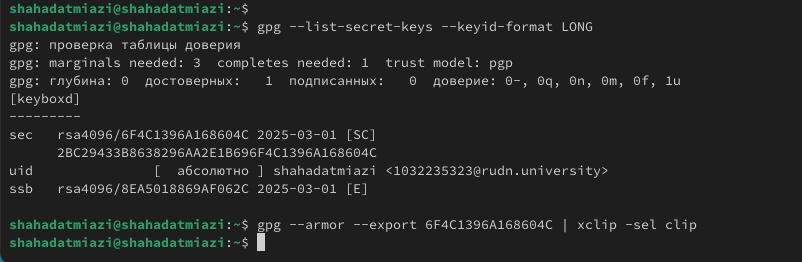 shahadatmiazi@shahadatmiazi:~$
shahadatmiazi@shahadatmiazi:~$ gpg --list-secret-keys --keyid-format LONG
gpg: проверка таблицы доверия
gpg: marginals needed: 3  completes needed: 1  trust model: pgp
gpg: глубина: 0  достоверных:   1  подписанных:   0  доверие: 0-, 0q, 0n, 0m, 0f, 1u
[keyboxd]
---------
sec   rsa4096/6F4C1396A168604C 2025-03-01 [SC]
      2BC29433B8638296AA2E1B696F4C1396A168604C
uid               [  абсолютно ] shahadatmiazi <1032235323@rudn.university>
ssb   rsa4096/8EA5018869AF062C 2025-03-01 [E]
shahadatmiazi@shahadatmiazi:~$ gpg --armor --export 6F4C1396A168604C | xclip -sel clip
shahadatmiazi@shahadatmiazi:~$